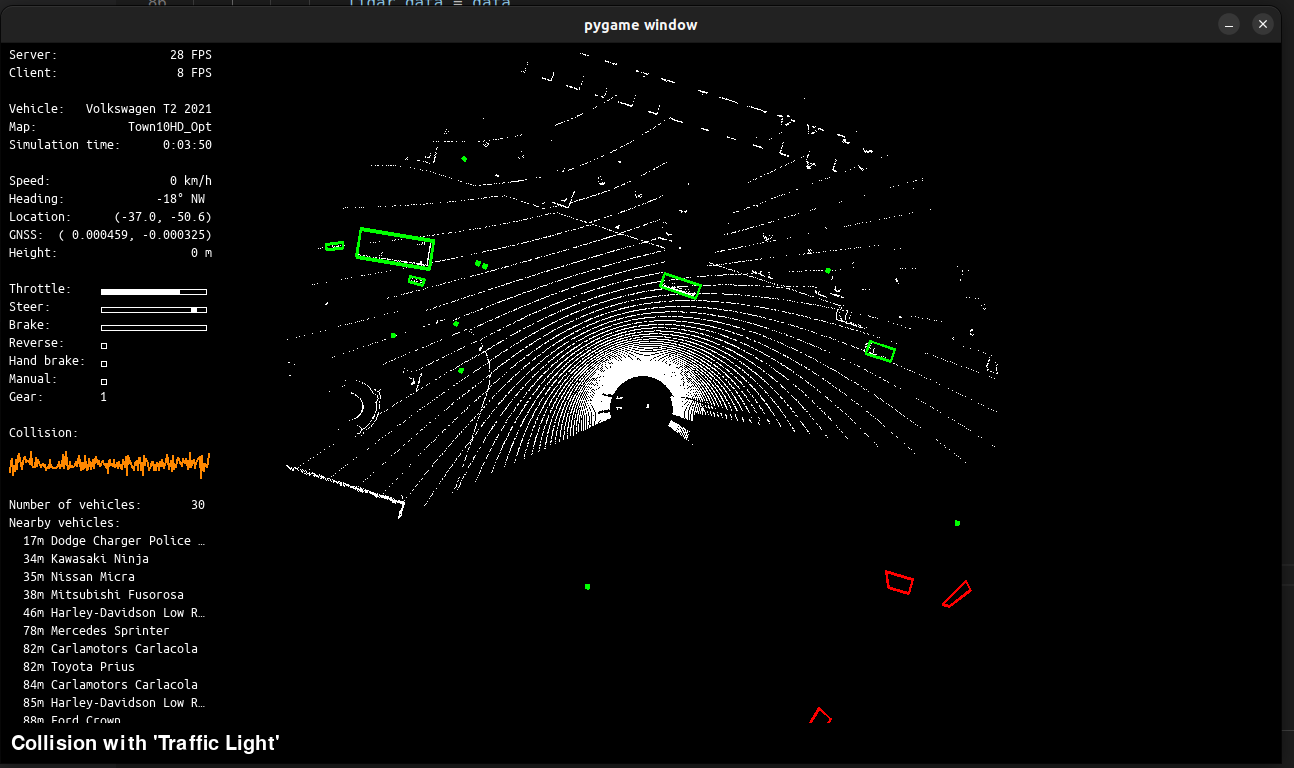 86 lidar_data = data
pygame window
Server: 28 FPS
Client: 8 FPS
Vehicle: Volkswagen T2 2021
Map: Town10HD_Opt
Simulation time: 0:03:50
Speed: 0 km/h
Heading: -18° NW
Location: (-37.0, -50.6)
GNSS: ( 0.000459, -0.000325)
Height: 0 m
Throttle:
Steer:
Brake:
Reverse:
Hand brake:
Manual:
Gear: 1
Collision:
Number of vehicles: 30
Nearby vehicles:
17m Dodge Charger Police …
34m Kawasaki Ninja
35m Nissan Micra
38m Mitsubishi Fusorosa
46m Harley-Davidson Low R…
78m Mercedes Sprinter
82m Carlamotors Carlacola
82m Toyota Prius
84m Carlamotors Carlacola
85m Harley-Davidson Low R…
88m Ford Crown
Collision with 'Traffic Light'